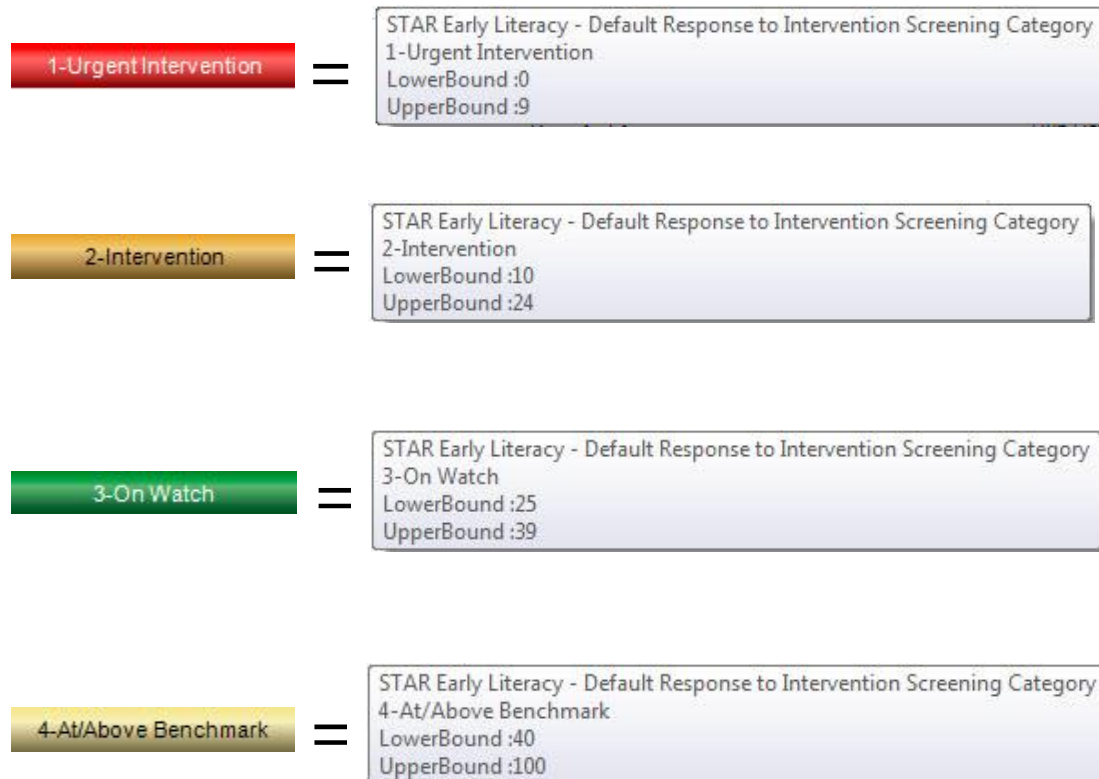 1-Urgent Intervention
=
STAR Early Literacy - Default Response to Intervention Screening Category
1-Urgent Intervention
LowerBound :0
UpperBound :9
2-Intervention
=
STAR Early Literacy - Default Response to Intervention Screening Category
2-Intervention
LowerBound :10
UpperBound :24
3-On Watch
=
STAR Early Literacy - Default Response to Intervention Screening Category
3-On Watch
LowerBound :25
UpperBound :39
4-At/Above Benchmark
=
STAR Early Literacy - Default Response to Intervention Screening Category
4-At/Above Benchmark
LowerBound :40
UpperBound :100